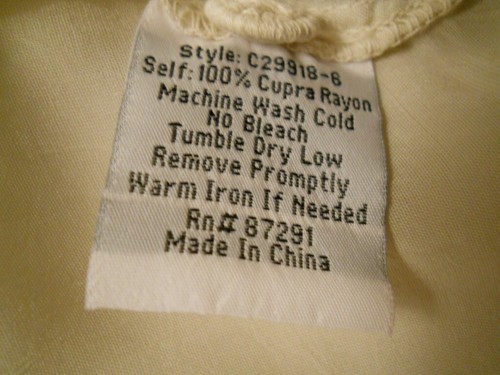 Style: C29918-6
Self: 100% Cupra Rayon
Machine Wash Cold
No Bleach
Tumble Dry Low
Remove Promptly
Warm Iron If Needed
Rn# 87291
Made In China